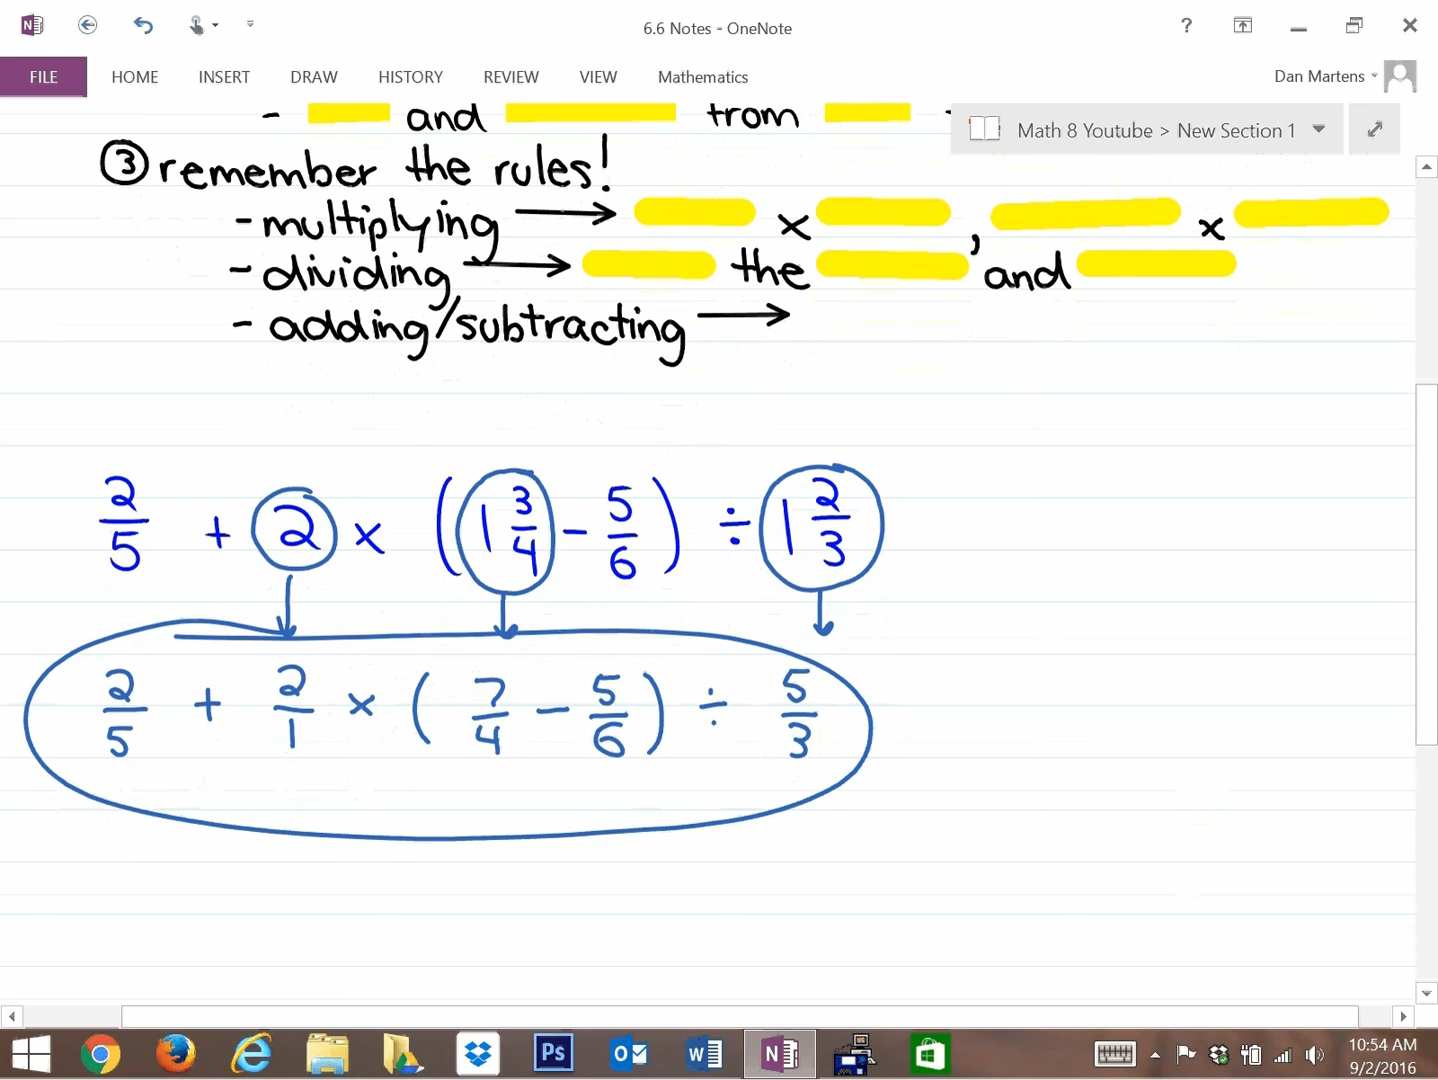 6.6 Notes - OneNote
?
FILE HOME INSERT DRAW HISTORY REVIEW VIEW Mathematics
Dan Martens
- and from
Math 8 Youtube > New Section 1
③ remember the rules!
- multiplying → x , x
- dividing → the and
- adding/subtracting →
2/5 + 2 x (1 3/4 - 5/6) ÷ 1 2/3
2/5 + 2/1 x (7/4 - 5/6) ÷ 5/3
Ps
10:54 AM
9/2/2016